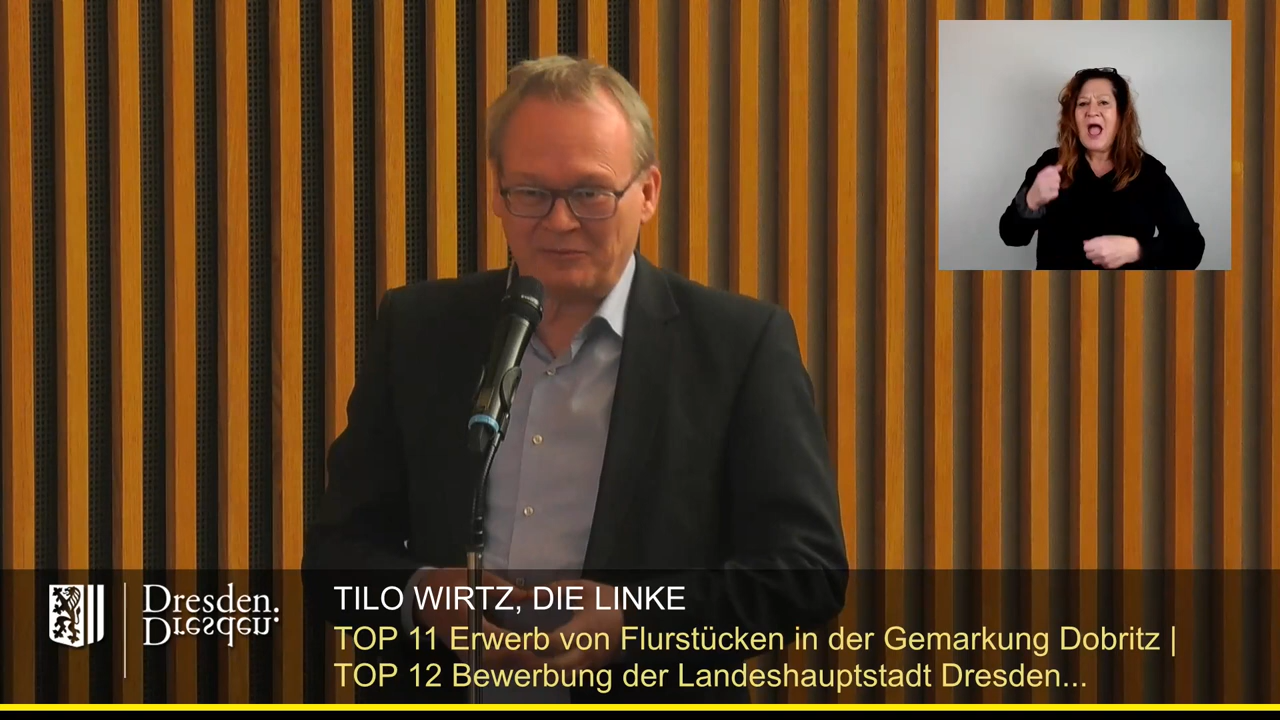 Dresden.
Dresden.
TILO WIRTZ, DIE LINKE
TOP 11 Erwerb von Flurstücken in der Gemarkung Dobritz |
TOP 12 Bewerbung der Landeshauptstadt Dresden...